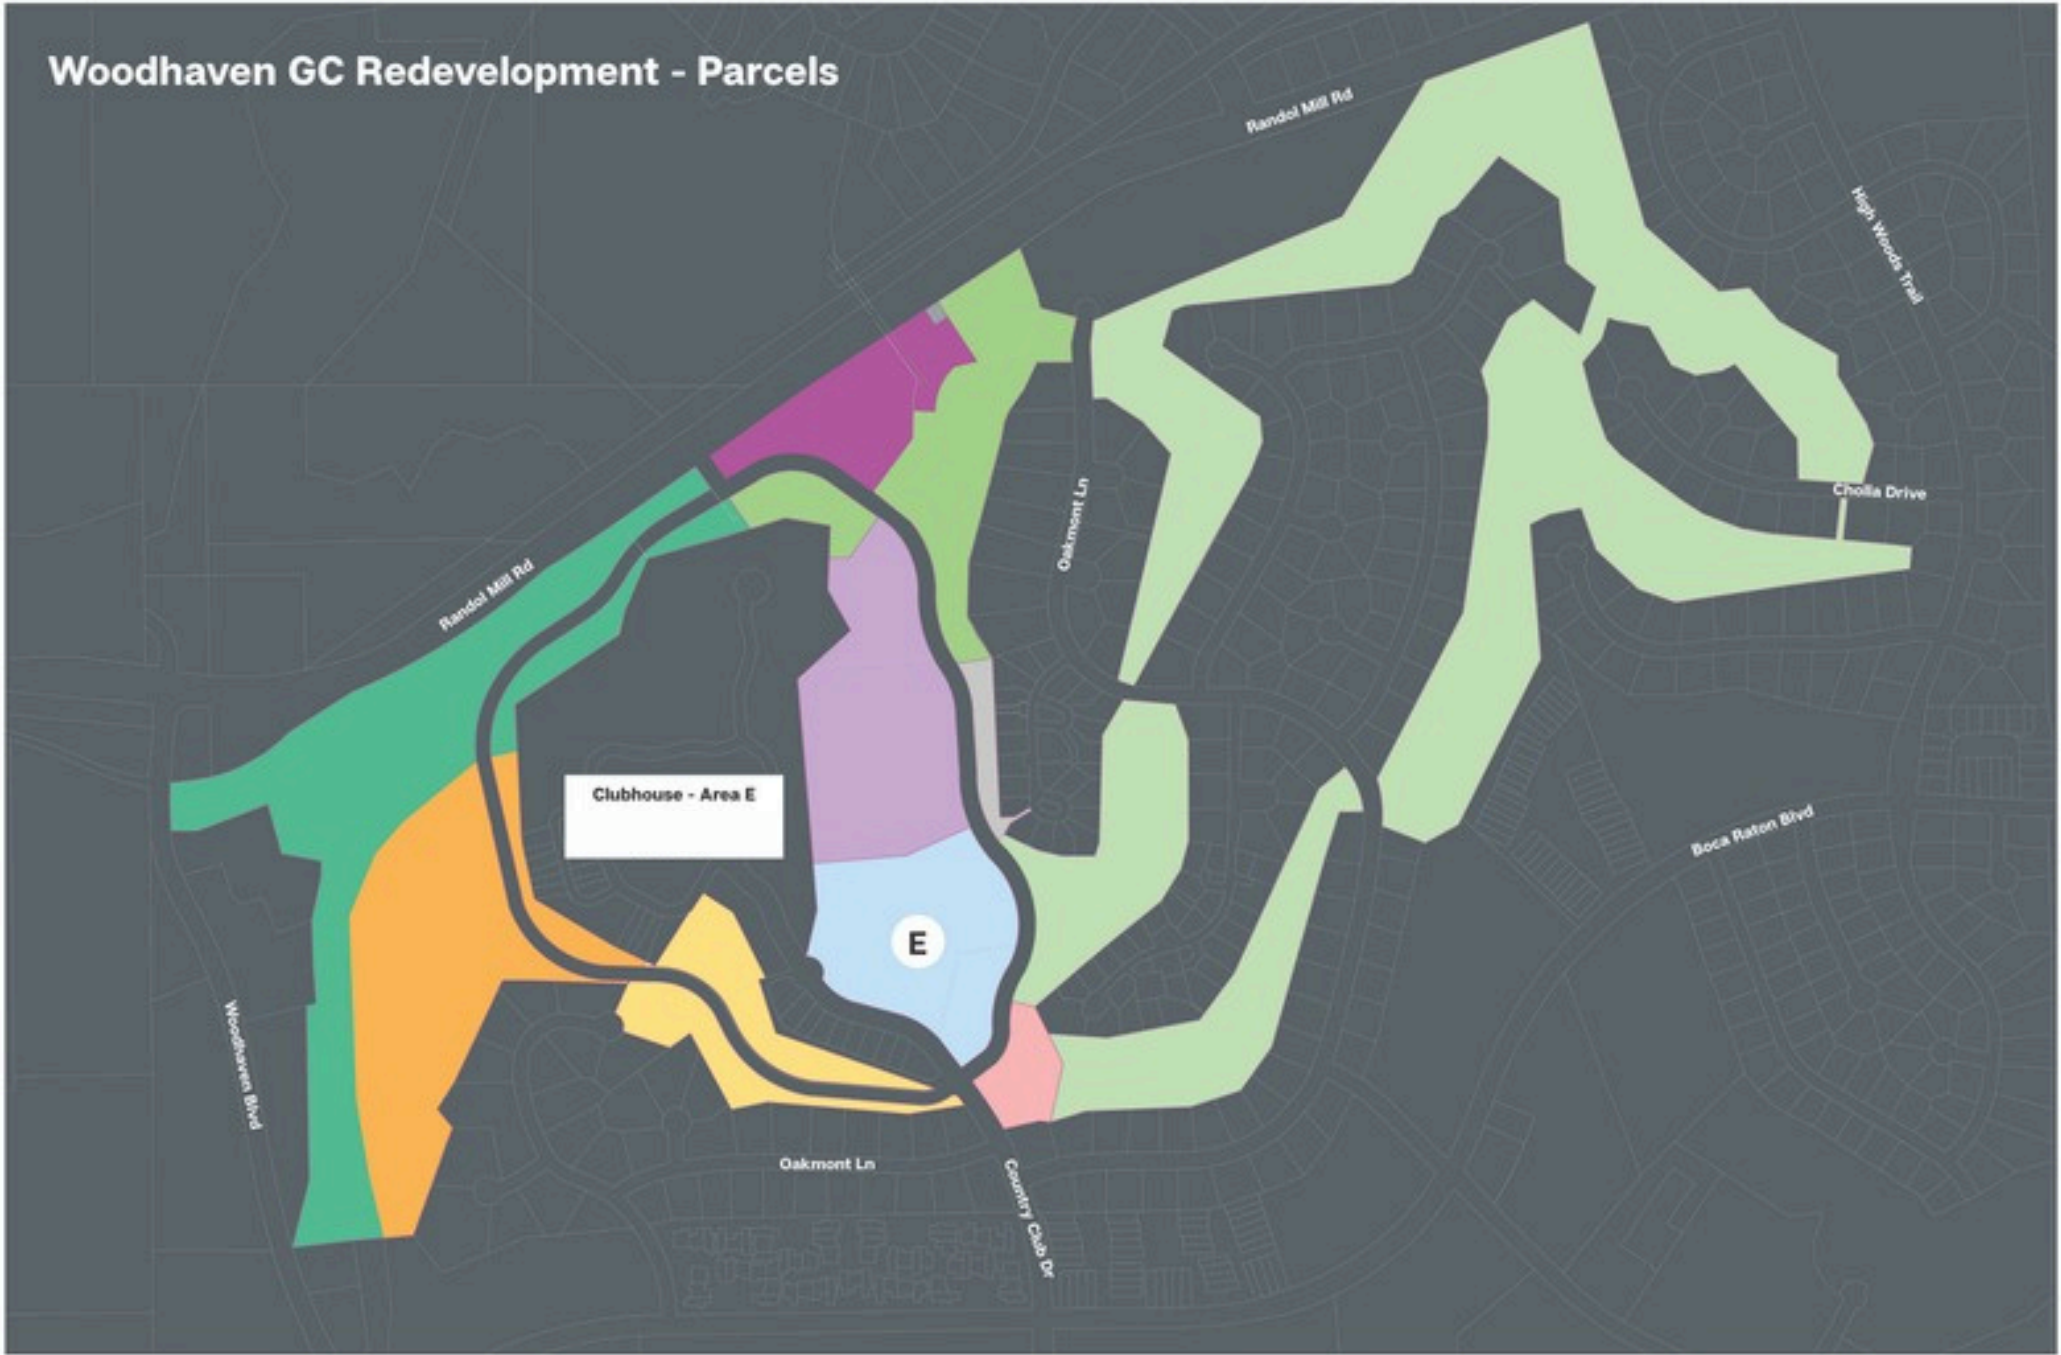 Woodhaven GC Redevelopment - Parcels
Randol Mill Rd
High Woods Trail
Cholla Drive
Oakmont Ln
Randol Mill Rd
Clubhouse - Area E
Boca Raton Blvd
E
Woodhaven Blvd
Oakmont Ln
Country Club Dr